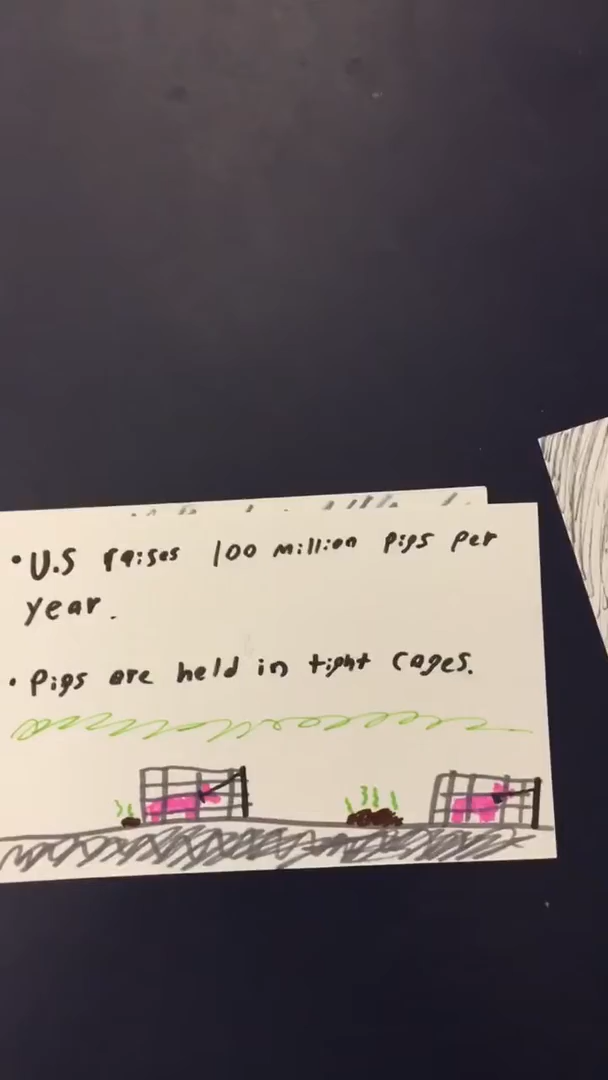 • U.S raises 100 million pigs per
year.
• Pigs are held in tight cages.